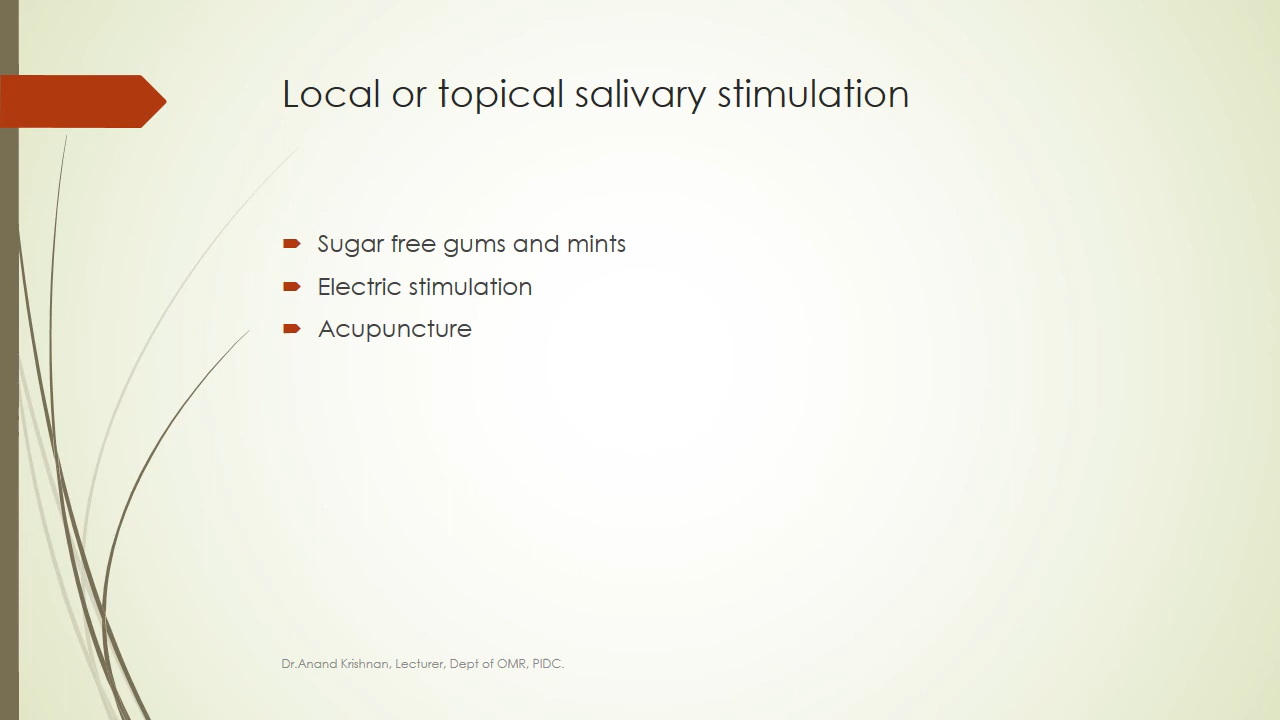 Local or topical salivary stimulation
Sugar free gums and mints
Electric stimulation
Acupuncture
Dr.Anand Krishnan, Lecturer, Dept of OMR, PIDC.